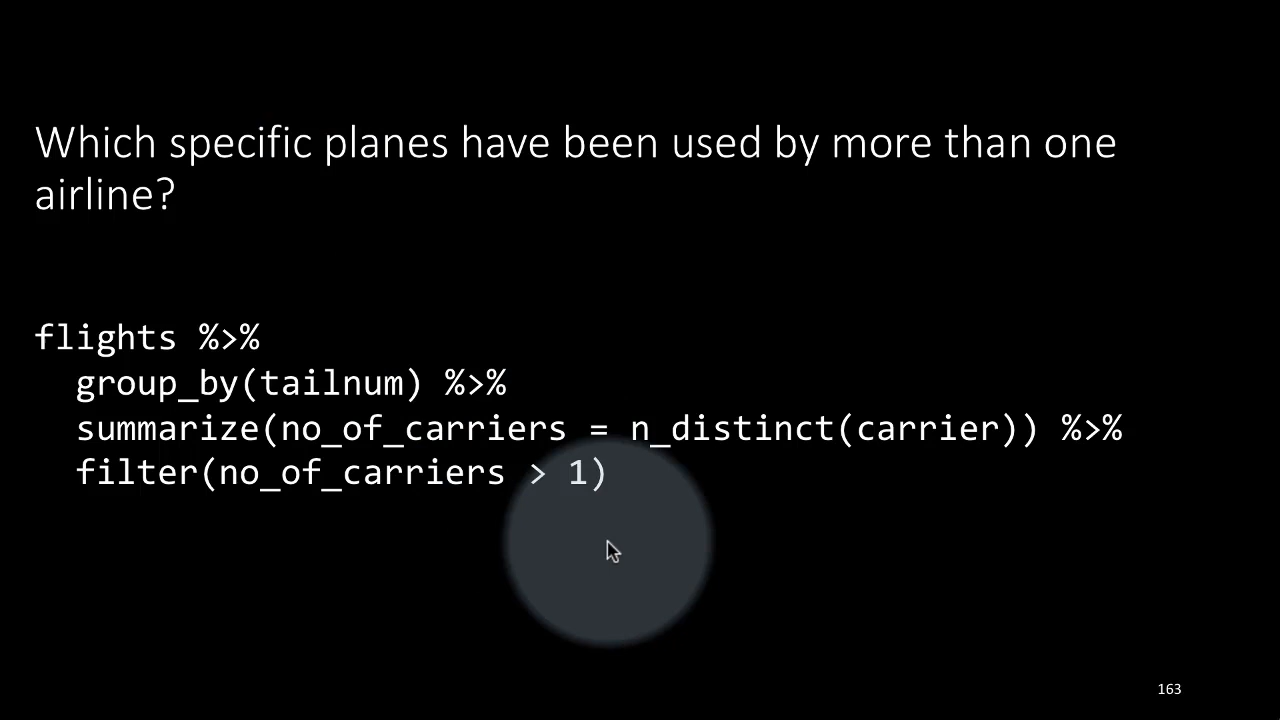 Which specific planes have been used by more than one
airline?
flights %>%
  group_by(tailnum) %>%
  summarize(no_of_carriers = n_distinct(carrier)) %>%
  filter(no_of_carriers > 1)
163